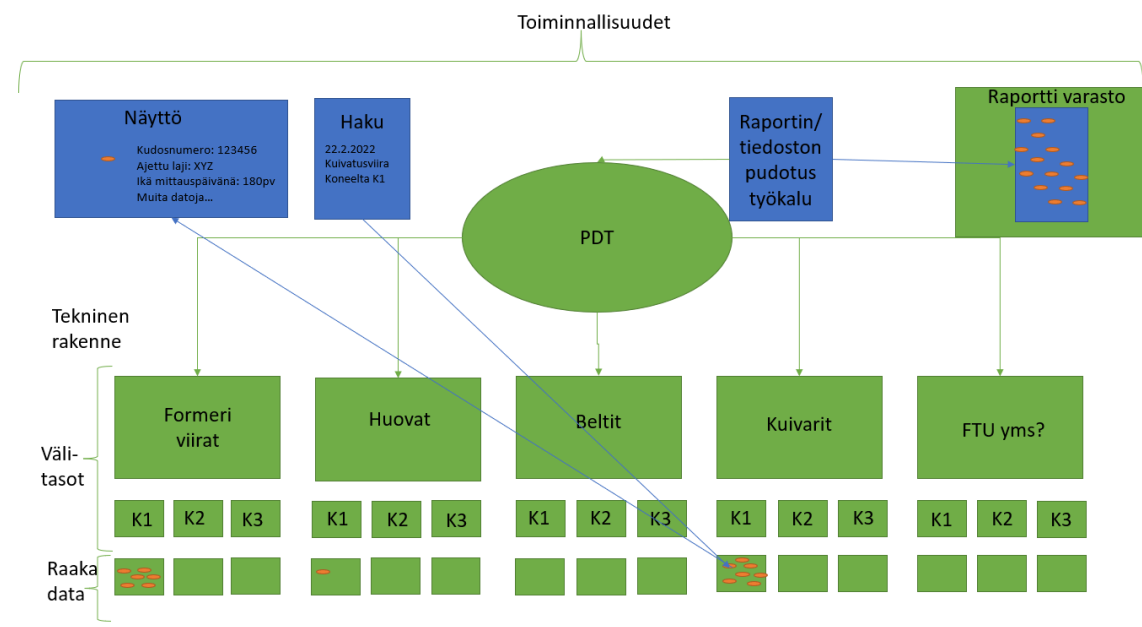 Toiminnallisuudet
Näyttö
Kudosnumero: 123456
Ajettu laji: XYZ
Ikä mittauspäivänä: 180pv
Muita datoja…
Haku
22.2.2022
Kuivatusviira
Koneelta K1
Raportin/
tiedoston
pudotus
työkalu
Raportti varasto
PDT
Tekninen
rakenne
Väli-
tasot
Formeri
viirat
Huovat
Beltit
Kuivarit
FTU yms?
K1 K2 K3
K1 K2 K3
K1 K2 K3
K1 K2 K3
K1 K2 K3
Raaka
data